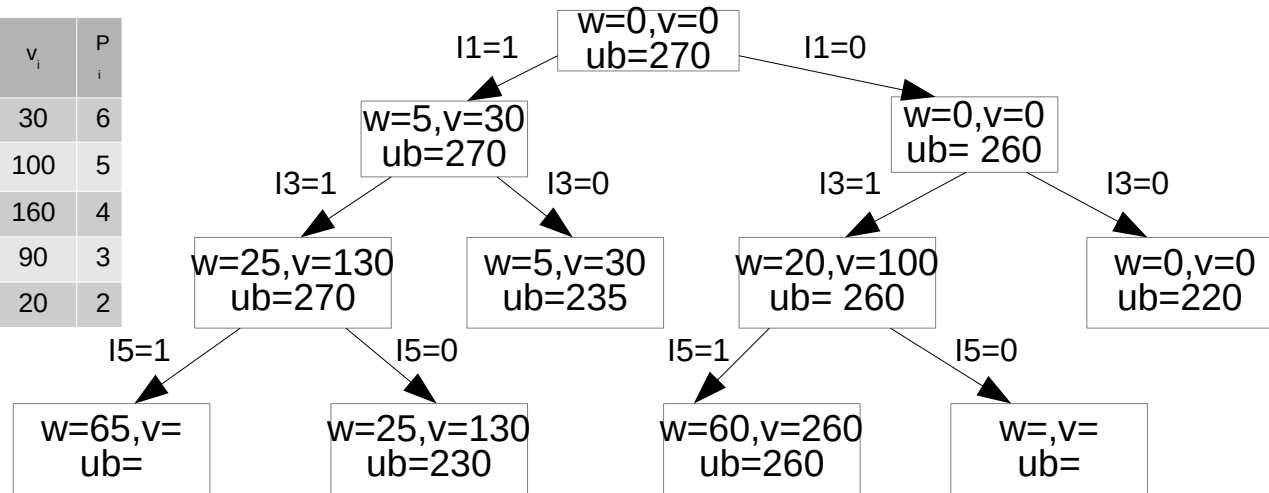 v i P i
30 6
100 5
160 4
90 3
20 2
w=0,v=0
ub=270
I1=1 I1=0
w=5,v=30
ub=270
w=0,v=0
ub= 260
I3=1 I3=0 I3=1 I3=0
w=25,v=130
ub=270
w=5,v=30
ub=235
w=20,v=100
ub= 260
w=0,v=0
ub=220
I5=1 I5=0 I5=1 I5=0
w=65,v=
ub=
w=25,v=130
ub=230
w=60,v=260
ub=260
w=,v=
ub=